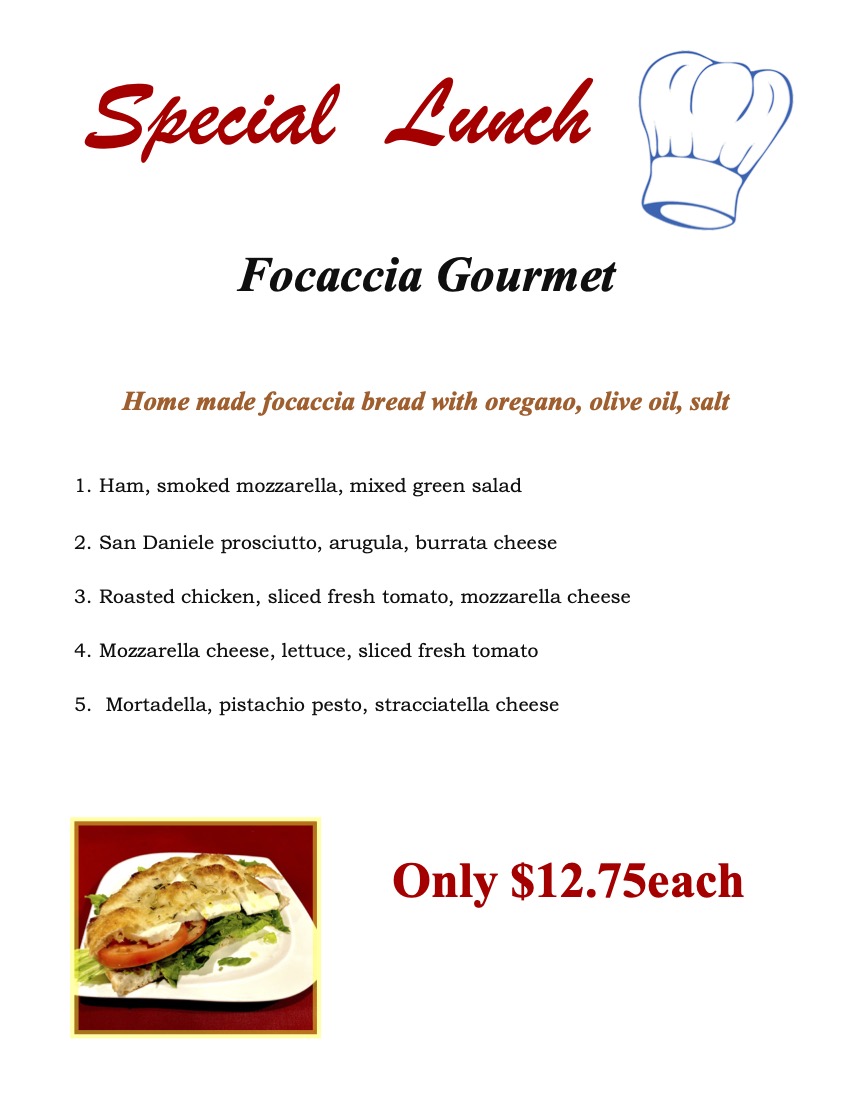 Special Lunch
Focaccia Gourmet
Home made focaccia bread with oregano, olive oil, salt
1. Ham, smoked mozzarella, mixed green salad
2. San Daniele prosciutto, arugula, burrata cheese
3. Roasted chicken, sliced fresh tomato, mozzarella cheese
4. Mozzarella cheese, lettuce, sliced fresh tomato
5. Mortadella, pistachio pesto, stracciatella cheese
Only $12.75each